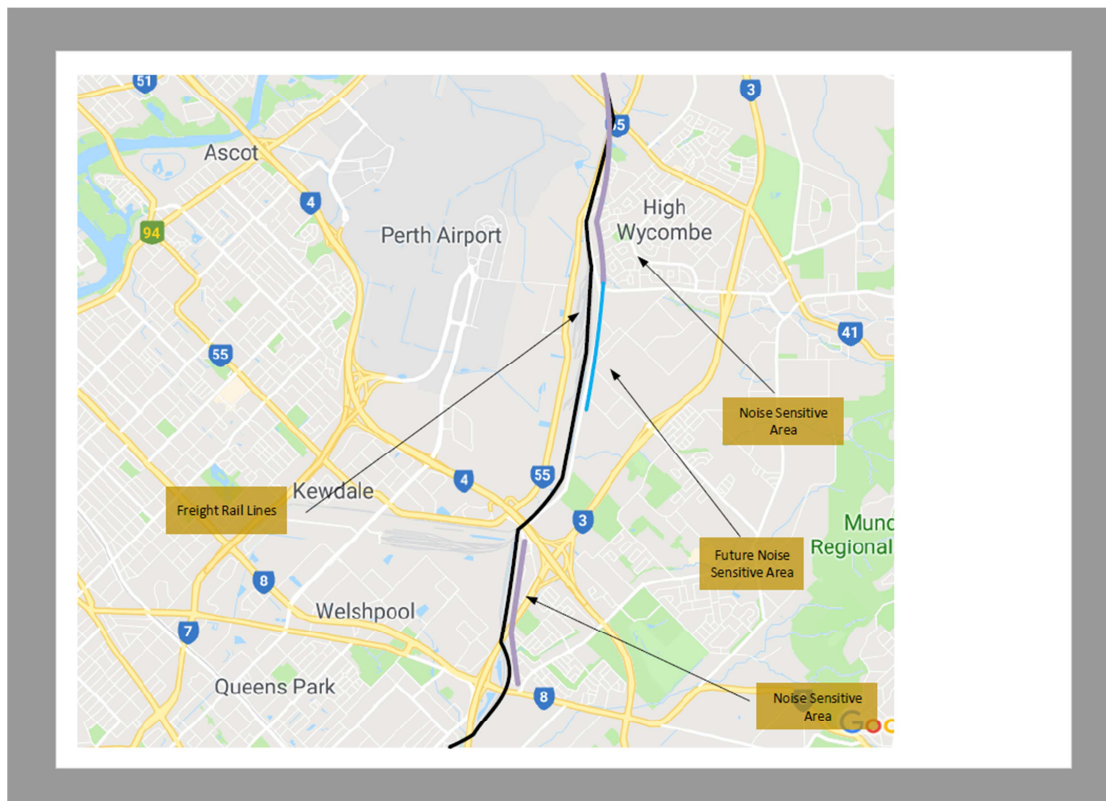 51
3
Ascot
4
High
Wycombe
94
Perth Airport
41
55
Noise Sensitive
Area
4
55
Kewdale
Freight Rail Lines
3
Mund
Regional
Future Noise
Sensitive Area
8
Welshpool
7
Queens Park
8
Noise Sensitive
Area
Goo